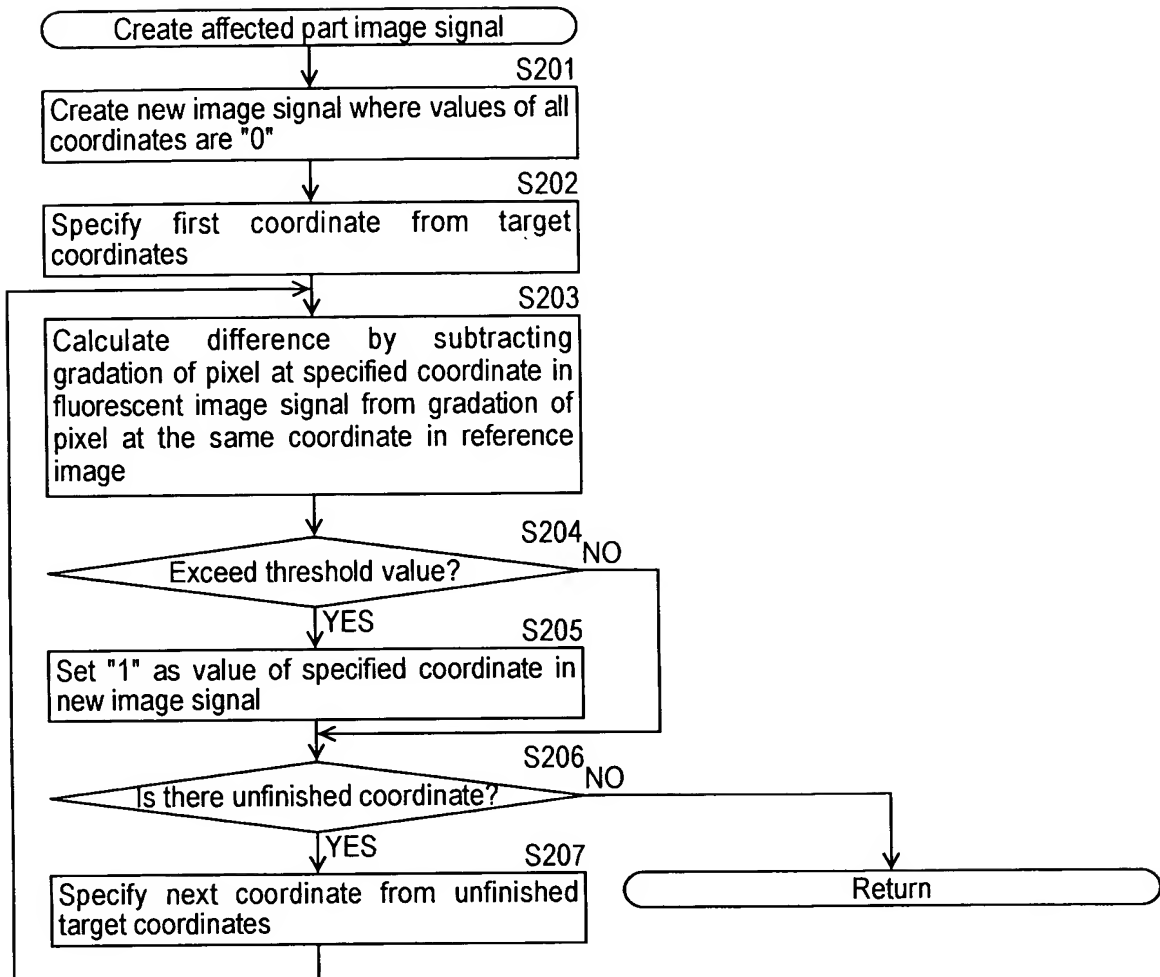 Create affected part image signal
S201
Create new image signal where values of all
coordinates are "0"
S202
Specify first coordinate from target
coordinates
S203
Calculate difference by subtracting
gradation of pixel at specified coordinate in
fluorescent image signal from gradation of
pixel at the same coordinate in reference
image
S204
NO
Exceed threshold value?
YES
S205
Set "1" as value of specified coordinate in
new image signal
S206
NO
Is there unfinished coordinate?
YES
S207
Specify next coordinate from unfinished
target coordinates
Return